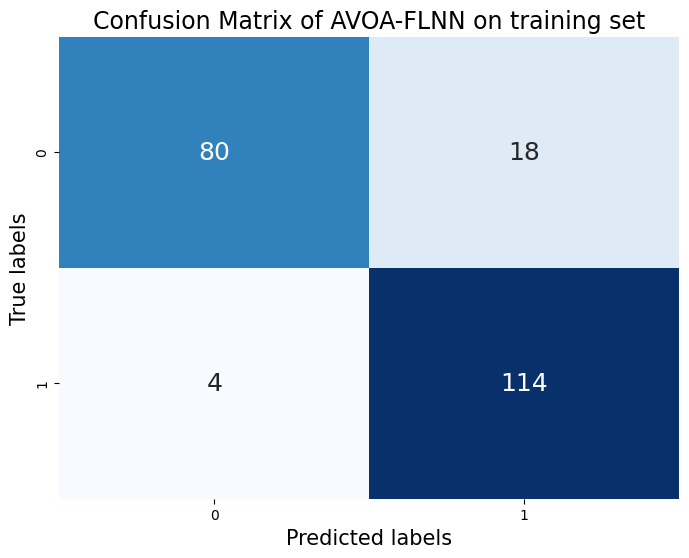 Confusion Matrix of AVOA-FLNN on training set
True labels
0
80
18
1
4
114
0
1
Predicted labels